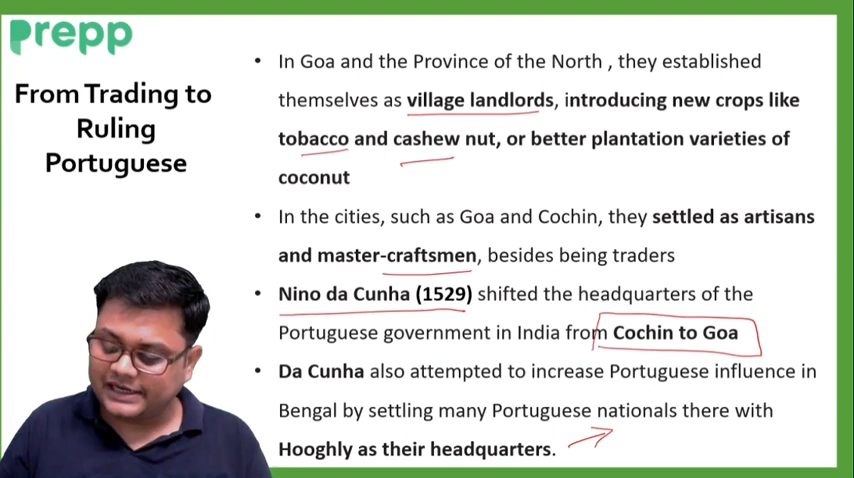 prepp
From Trading to
Ruling
Portuguese
• In Goa and the Province of the North , they established
themselves as village landlords, introducing new crops like
tobacco and cashew nut, or better plantation varieties of
coconut
• In the cities, such as Goa and Cochin, they settled as artisans
and master-craftsmen, besides being traders
• Nino da Cunha (1529) shifted the headquarters of the
Portuguese government in India from Cochin to Goa
• Da Cunha also attempted to increase Portuguese influence in
Bengal by settling many Portuguese nationals there with
Hooghly as their headquarters.